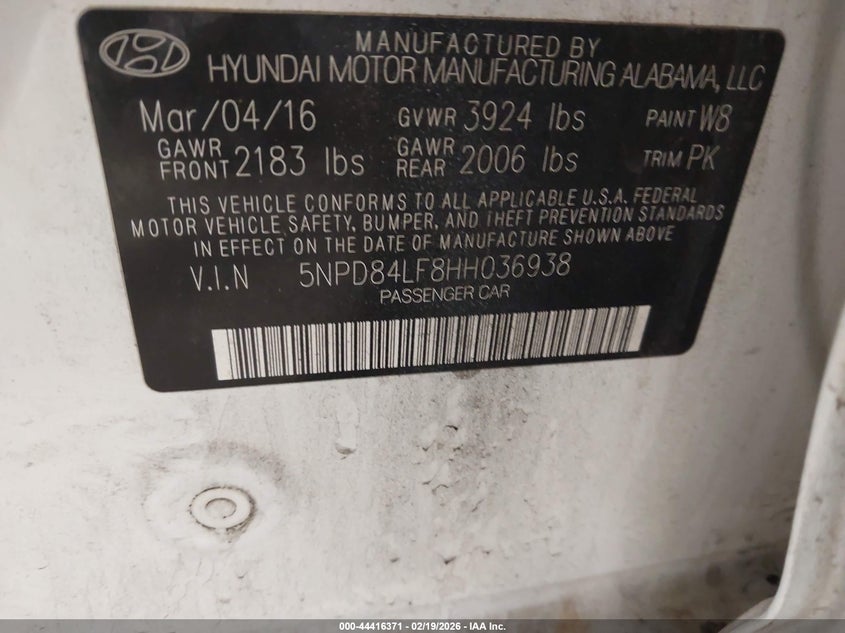 MANUFACTURED BY
HYUNDAI MOTOR MANUFACTURING ALABAMA, LLC
Mar/04/16 GVWR 3924 lbs PAINT W8
GAWR FRONT 2183 lbs GAWR REAR 2006 lbs TRIM PK
THIS VEHICLE CONFORMS TO ALL APPLICABLE U.S.A. FEDERAL
MOTOR VEHICLE SAFETY, BUMPER, AND THEFT PREVENTION STANDARDS
IN EFFECT ON THE DATE OF MANUFACTURE SHOWN ABOVE
V.I.N 5NPD84LF8HH036938
PASSENGER CAR
000-44416371 - 02/19/2026 - IAA Inc.